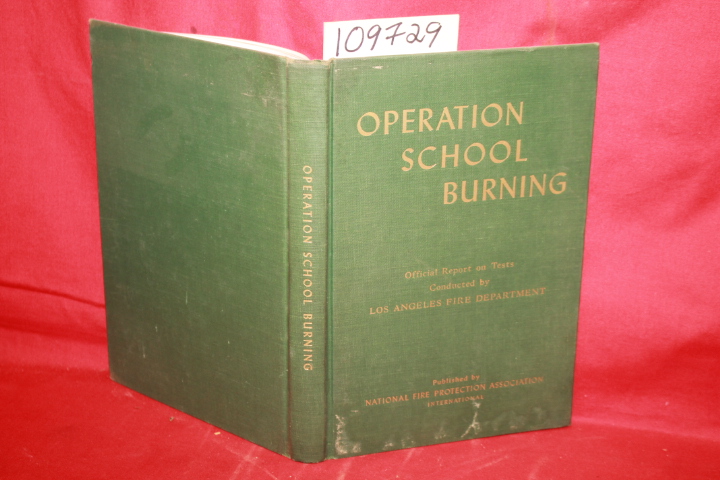 109729
OPERATION SCHOOL BURNING
OPERATION
SCHOOL
BURNING
Official Report on Tests
Conducted by
LOS ANGELES FIRE DEPARTMENT
Published by
NATIONAL FIRE PROTECTION ASSOCIATION
INTERNATIONAL